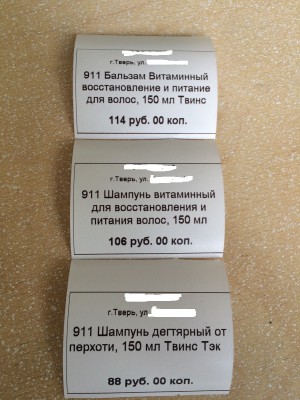 г.Тверь, ул.
911 Бальзам Витаминный
восстановление и питание
для волос, 150 мл Твинс
114 руб. 00 коп.
г.Тверь, ул.
911 Шампунь витаминный
для восстановления и
питания волос, 150 мл
106 руб. 00 коп.
г.Тверь, ул
911 Шампунь дегтярный от
перхоти, 150 мл Твинс Тэк
88 руб. 00 коп.